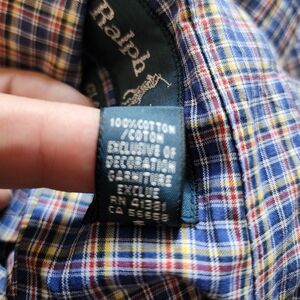 Ralph
100% COTTON
/COTON
EXCLUSIVE OF
DECORATION
GARNITURE
EXCLUE
RN 41381
CA 56658